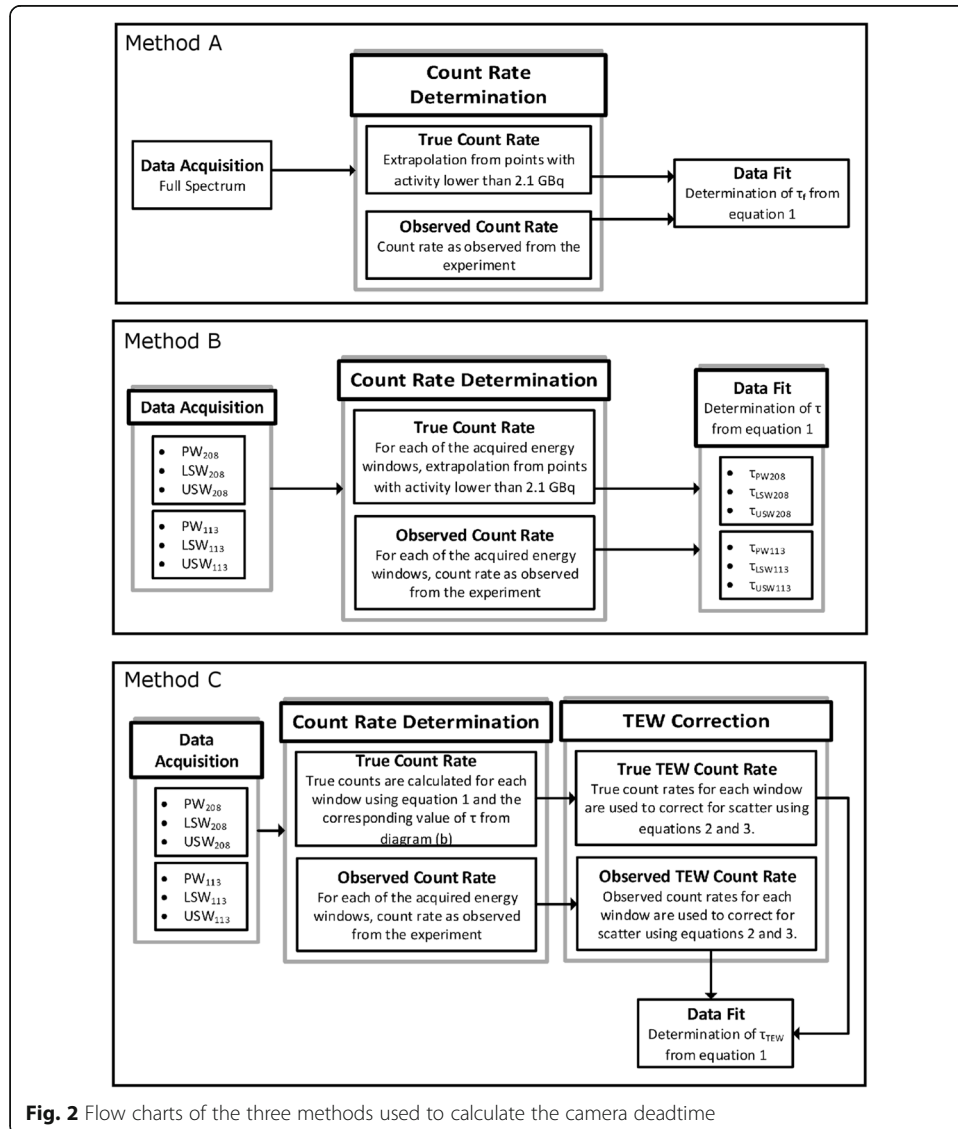 Method A
Count Rate
Determination
Data Acquisition
Full Spectrum
True Count Rate
Extrapolation from points with
activity lower than 2.1 GBq
Observed Count Rate
Count rate as observed from the
experiment
Data Fit
Determination of τf from
equation 1
Method B
Data Acquisition
• PW208
• LSW208
• USW208
• PW113
• LSW113
• USW113
Count Rate Determination
True Count Rate
For each of the acquired energy
windows, extrapolation from points
with activity lower than 2.1 GBq
Observed Count Rate
For each of the acquired energy
windows, count rate as observed
from the experiment
Data Fit
Determination of τ
from equation 1
• τPW208
• τLSW208
• τUSW208
• τPW113
• τLSW113
• τUSW113
Method C
Data
Acquisition
• PW208
• LSW208
• USW208
• PW113
• LSW113
• USW113
Count Rate Determination
True Count Rate
True counts are calculated for each
window using equation 1 and the
corresponding value of τ from
diagram (b)
Observed Count Rate
For each of the acquired energy
windows, count rate as observed
from the experiment
TEW Correction
True TEW Count Rate
True count rates for each window
are used to correct for scatter using
equations 2 and 3.
Observed TEW Count Rate
Observed count rates for each
window are used to correct for
scatter using equations 2 and 3.
Data Fit
Determination of τTEW
from equation 1
Fig. 2 Flow charts of the three methods used to calculate the camera deadtime